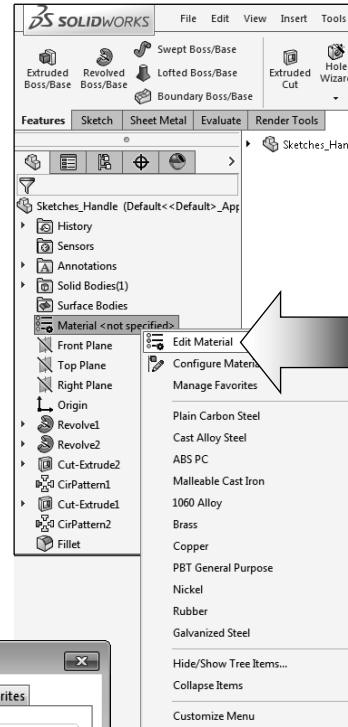 SOLIDWORKS File Edit View Insert Tools
Swept Boss/Base
Extruded Boss/Base Revolved Boss/Base Lofted Boss/Base Extruded Cut Hole Wizard
Boundary Boss/Base
Features Sketch Sheet Metal Evaluate Render Tools
Sketches_Han
Sketches_Handle (Default<<Default>_App
History
Sensors
Annotations
Solid Bodies(1)
Surface Bodies
Material <not specified>
Front Plane
Top Plane
Right Plane
Origin
Revolve1
Revolve2
Cut-Extrude2
CirPattern1
Cut-Extrude1
CirPattern2
Fillet
Edit Material
Configure Materia
Manage Favorites
Plain Carbon Steel
Cast Alloy Steel
ABS PC
Malleable Cast Iron
1060 Alloy
Brass
Copper
PBT General Purpose
Nickel
Rubber
Galvanized Steel
Hide/Show Tree Items...
Collapse Items
Customize Menu
rites